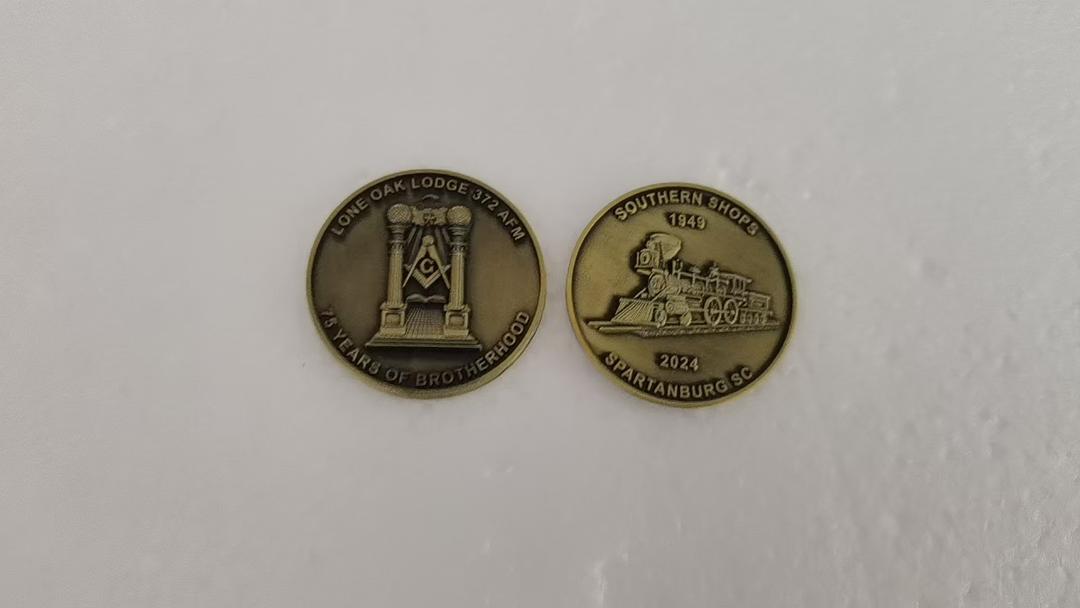 LONE OAK LODGE 372 AFM
G
75 YEARS OF BROTHERHOOD
SOUTHERN SHOPS
1949
2024
SPARTANBURG SC